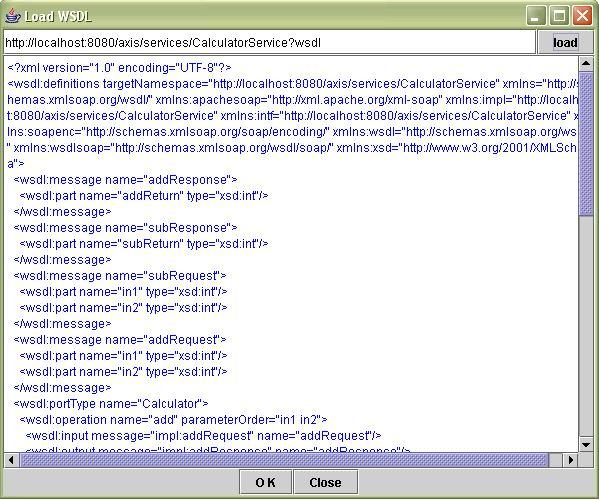 Load WSDL
http://localhost:8080/axis/services/CalculatorService?wsdl
load
<?xml version="1.0" encoding="UTF-8"?>
<wsdl:definitions targetNamespace="http://localhost:8080/axis/services/CalculatorService" xmlns="http://s
hemas.xmlsoap.org/wsdl/" xmlns:apachesoap="http://xml.apache.org/xml-soap" xmlns:impl="http://localh
t:8080/axis/services/CalculatorService" xmlns:intf="http://localhost:8080/axis/services/CalculatorService" x
lns:soapenc="http://schemas.xmlsoap.org/soap/encoding/" xmlns:wsdl="http://schemas.xmlsoap.org/ws
" xmlns:wsdlsoap="http://schemas.xmlsoap.org/wsdl/soap/" xmlns:xsd="http://www.w3.org/2001/XMLSch
a">
<wsdl:message name="addResponse">
<wsdl:part name="addReturn" type="xsd:int"/>
</wsdl:message>
<wsdl:message name="subResponse">
<wsdl:part name="subReturn" type="xsd:int"/>
</wsdl:message>
<wsdl:message name="subRequest">
<wsdl:part name="in1" type="xsd:int"/>
<wsdl:part name="in2" type="xsd:int"/>
</wsdl:message>
<wsdl:message name="addRequest">
<wsdl:part name="in1" type="xsd:int"/>
<wsdl:part name="in2" type="xsd:int"/>
</wsdl:message>
<wsdl:portType name="Calculator">
<wsdl:operation name="add" parameterOrder="in1 in2">
<wsdl:input message="impl:addRequest" name="addRequest"/>
<wsdl:output message="impl:addResponse" name="addResponse"/>
O K
Close